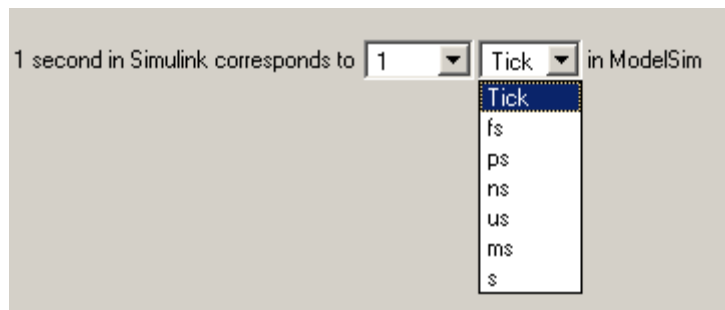 1 second in Simulink corresponds to 1 Tick in ModelSim
Tick
fs
ps
ns
us
ms
s